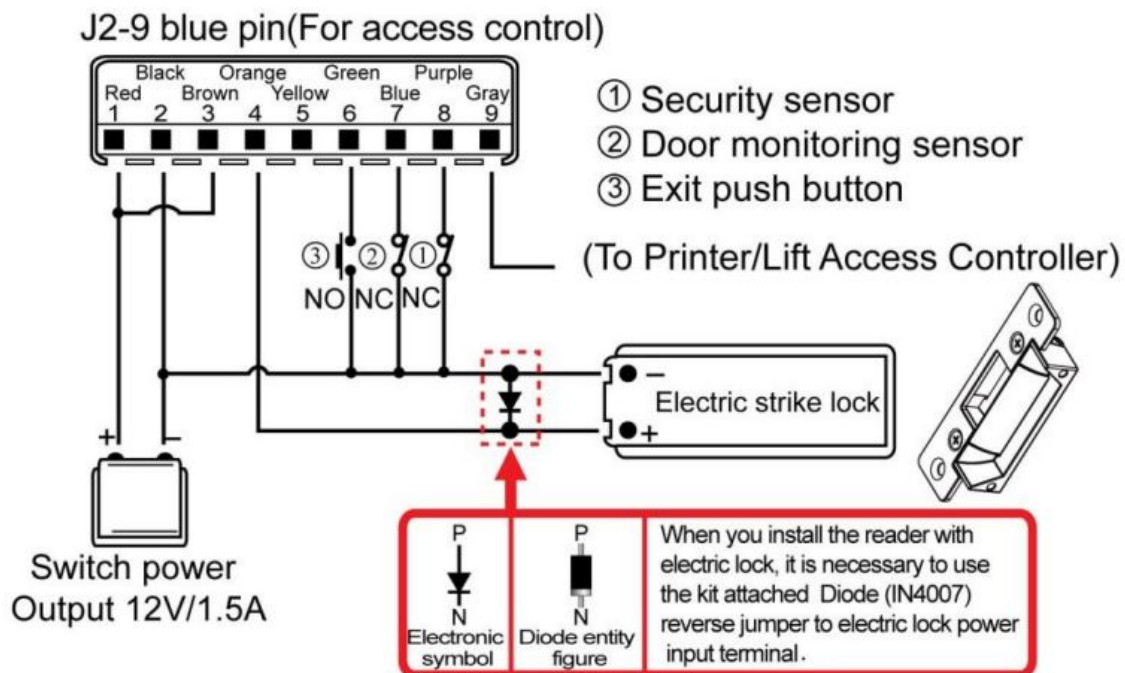 J2-9 blue pin(For access control)
Black Orange Green Purple
Red Brown Yellow Blue Gray
1 2 3 4 5 6 7 8 9
① Security sensor
② Door monitoring sensor
③ Exit push button
(To Printer/Lift Access Controller)
③ ② ①
NO NC NC
−
Electric strike lock
+
+ −
Switch power
Output 12V/1.5A
P
N
Electronic
symbol
P
N
Diode entity
figure
When you install the reader with
electric lock, it is necessary to use
the kit attached Diode (IN4007)
reverse jumper to electric lock power
input terminal.